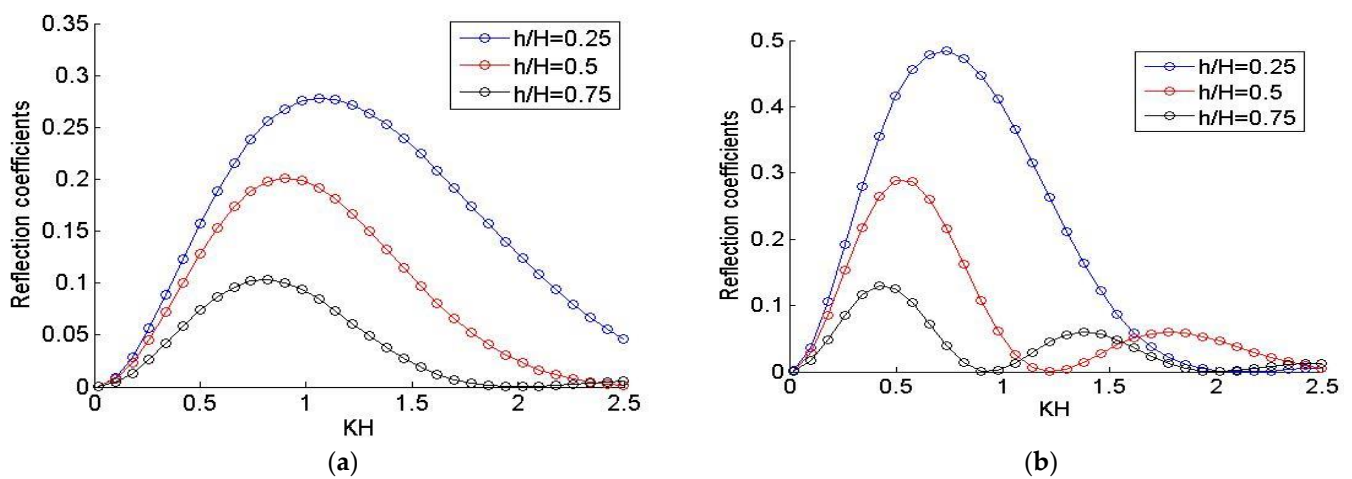 0.35
0.3
0.25
0.2
0.15
0.1
0.05
0
Reflection coefficients
h/H=0.25
h/H=0.5
h/H=0.75
0 0.5 1 1.5 2 2.5
KH
(a)
0.5
0.4
0.3
0.2
0.1
0
Reflection coefficients
h/H=0.25
h/H=0.5
h/H=0.75
0 0.5 1 1.5 2 2.5
KH
(b)